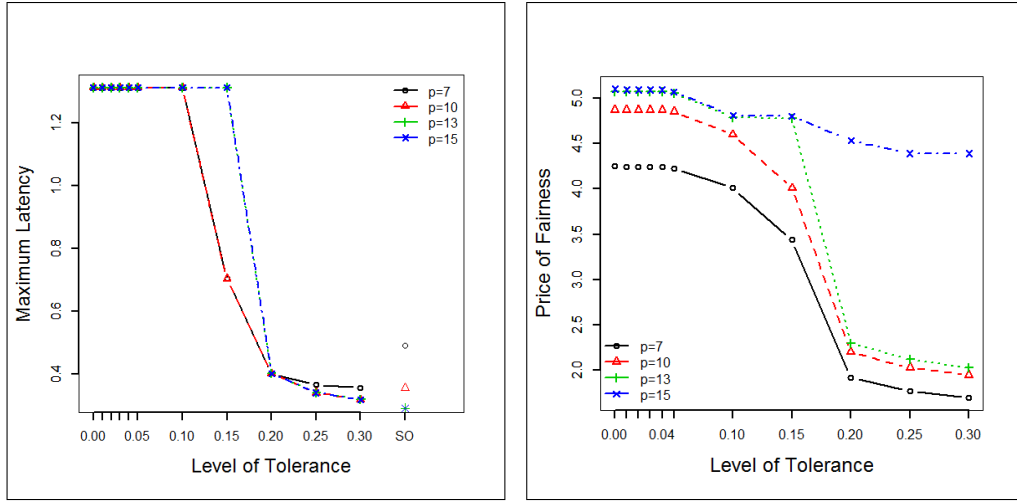 p=7
p=10
p=13
p=15
1.2
1.0
0.8
0.6
0.4
Maximum Latency
0.00 0.05 0.10 0.15 0.20 0.25 0.30 SO
Level of Tolerance
5.0
4.5
4.0
3.5
3.0
2.5
2.0
Price of Fairness
p=7
p=10
p=13
p=15
0.00 0.04 0.10 0.15 0.20 0.25 0.30
Level of Tolerance